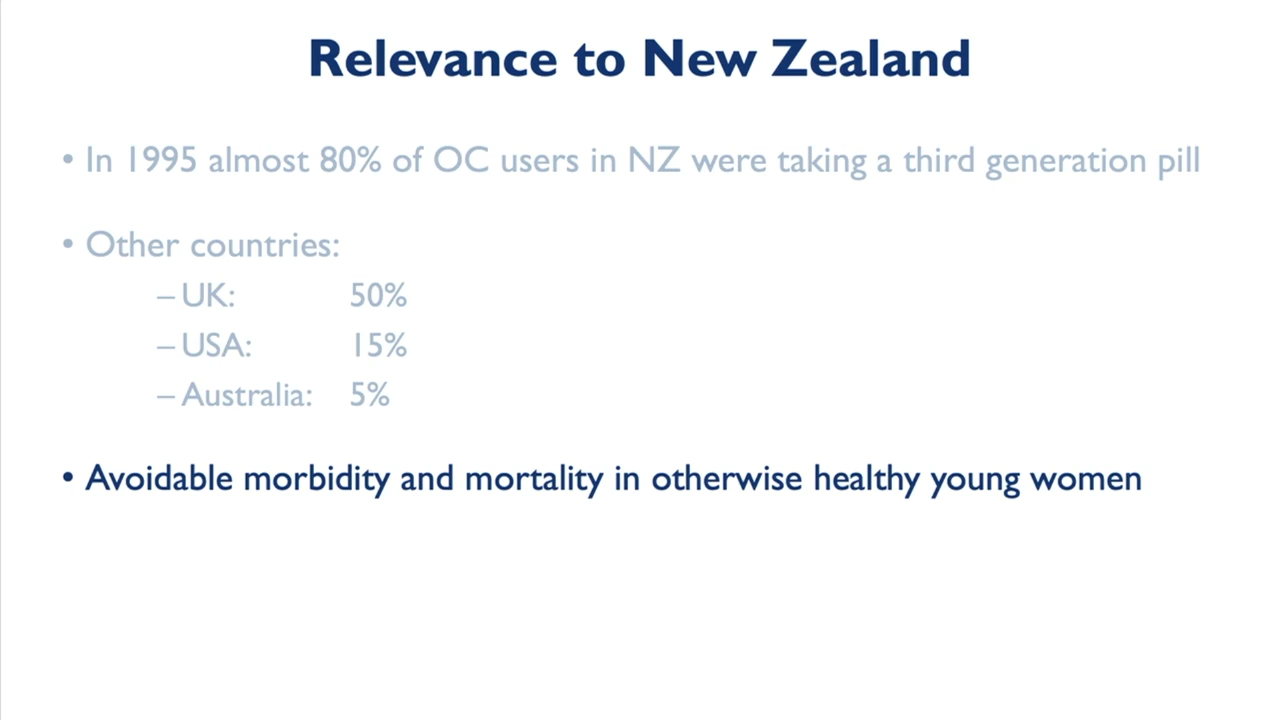 Relevance to New Zealand
• In 1995 almost 80% of OC users in NZ were taking a third generation pill
• Other countries:
– UK: 50%
– USA: 15%
– Australia: 5%
• Avoidable morbidity and mortality in otherwise healthy young women